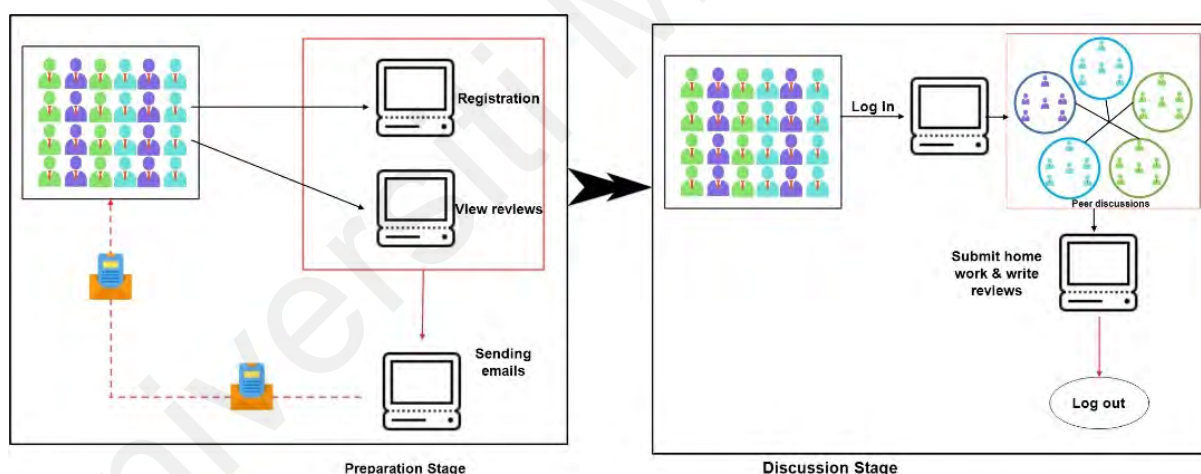 Registration
View reviews
Sending
emails
Preparation Stage
Log In
Peer discussions
Submit home
work & write
reviews
Log out
Discussion Stage
Universiti M